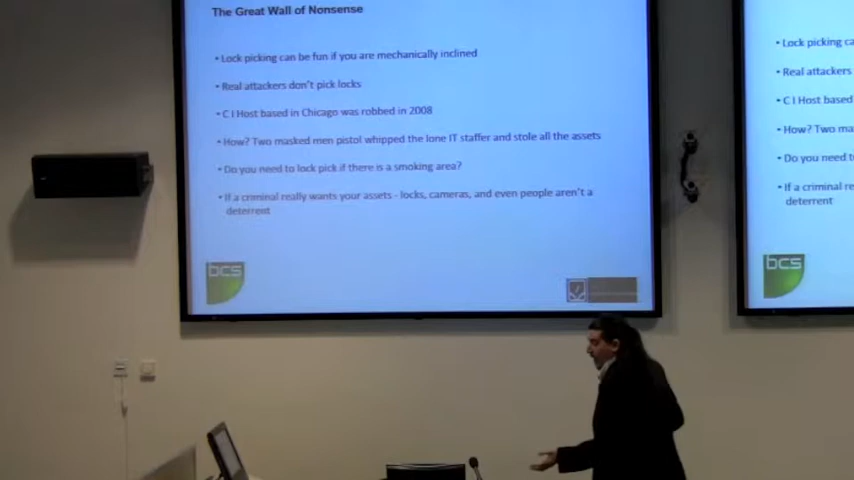 The Great Wall of Nonsense
• Lock picking can be fun if you are mechanically inclined
• Real attackers don't pick locks
• C I Host based in Chicago was robbed in 2008
• How? Two masked men pistol whipped the lone IT staffer and stole all the assets
• Do you need to lock pick if there is a smoking area?
• If a criminal really wants your assets - locks, cameras, and even people aren't a
deterrent
bcs
• Lock picking ca
• Real attackers
• C I Host based
• How? Two ma
• Do you need t
• If a criminal re
deterrent
bcs